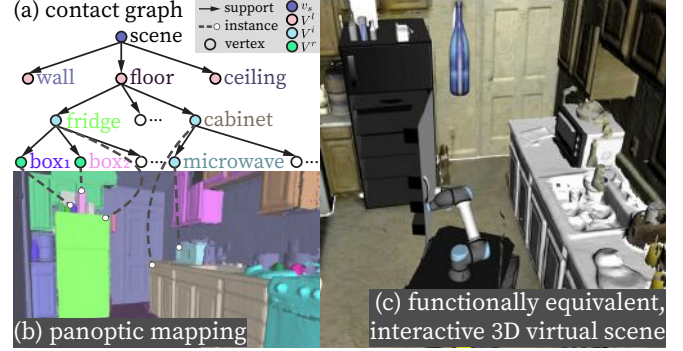 (a) contact graph
support
instance
vertex
v_s
V^l
V^i
V^r
scene
wall
floor
ceiling
fridge
...
cabinet
box₁
box₂
...
microwave
...
(b) panoptic mapping
(c) functionally equivalent,
interactive 3D virtual scene